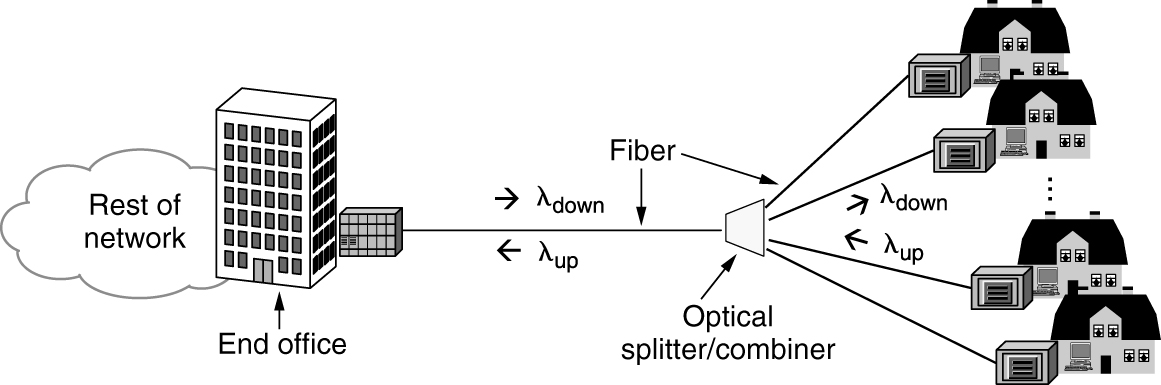 Rest of
network
End office
→ λdown
← λup
Fiber
Optical
splitter/combiner
→ λdown
← λup
⋮